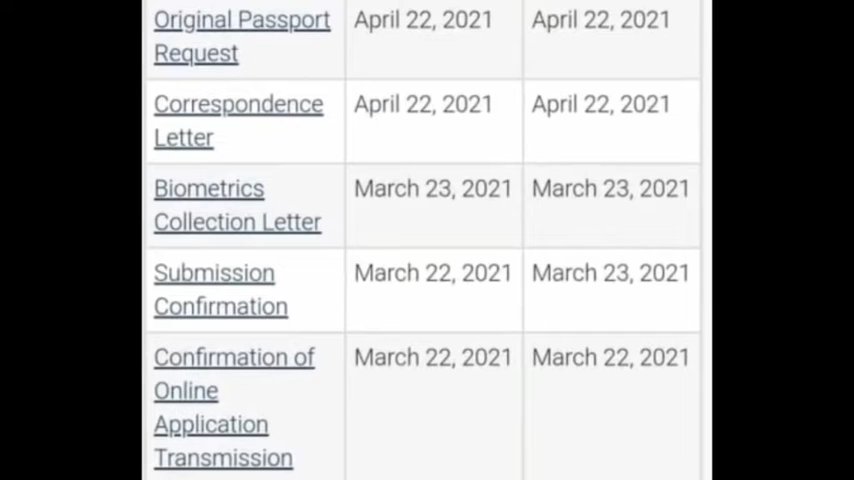 Original Passport Request April 22, 2021 April 22, 2021
Correspondence Letter April 22, 2021 April 22, 2021
Biometrics Collection Letter March 23, 2021 March 23, 2021
Submission Confirmation March 22, 2021 March 23, 2021
Confirmation of Online Application Transmission March 22, 2021 March 22, 2021